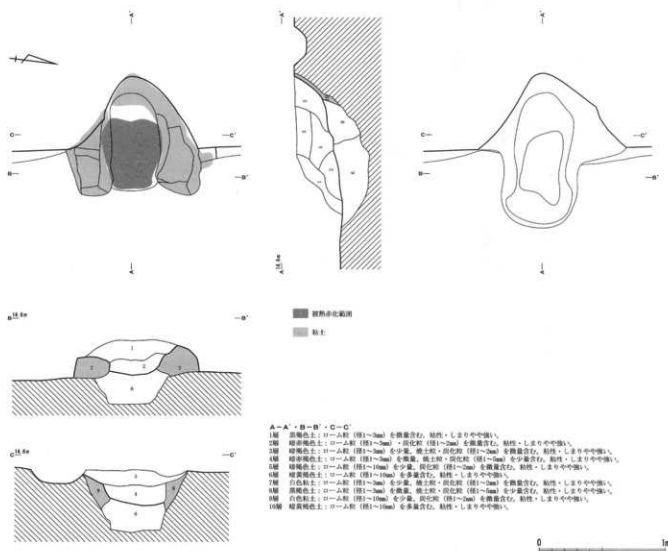 A'
A'
A'
C
C'
C
C'
B
B'
B
B'
A
14.6m
A
A
14.6m
B
B'
1
2
7
7
6
被熱赤化範囲
粘土
14.6m
C
C'
3
4
6
A－A'・B－B'・C－C'
1層 黒褐色土：ローム粒（径1～3㎜）を微量含む、粘性・しまりやや強い。
2層 暗赤褐色土：ローム粒（径1～3㎜）・炭化粒（径1～2㎜）を微量含む、粘性・しまりやや強い。
3層 暗褐色土：ローム粒（径1～3㎜）を少量、焼土粒・炭化粒（径1～2㎜）を微量含む、粘性・しまりやや強い。
4層 暗赤褐色土：ローム粒（径1～3㎜）を微量、焼土粒・炭化粒（径1～5㎜）を少量含む、粘性・しまりやや強い。
5層 暗褐色土：ローム粒（径1～10㎜）を少量、炭化粒（径1～2㎜）を微量含む、粘性・しまりやや強い。
6層 暗黄褐色土：ローム粒（径1～10㎜）を多量含む、粘性・しまりやや強い。
7層 白色粘土：ローム粒（径1～3㎜）を少量、焼土粒・炭化粒（径1～2㎜）を微量含む、粘性・しまりやや強い。
8層 黒褐色土：ローム粒（径1～3㎜）を微量、焼土粒・炭化粒（径1～5㎜）を少量含む、粘性・しまりやや強い。
9層 白色粘土：ローム粒（径1～10㎜）を少量、炭化粒（径1～2㎜）を微量含む、粘性・しまりやや強い。
10層 暗黄褐色土：ローム粒（径1～10㎜）を多量含む、粘性・しまりやや強い。
0 1m